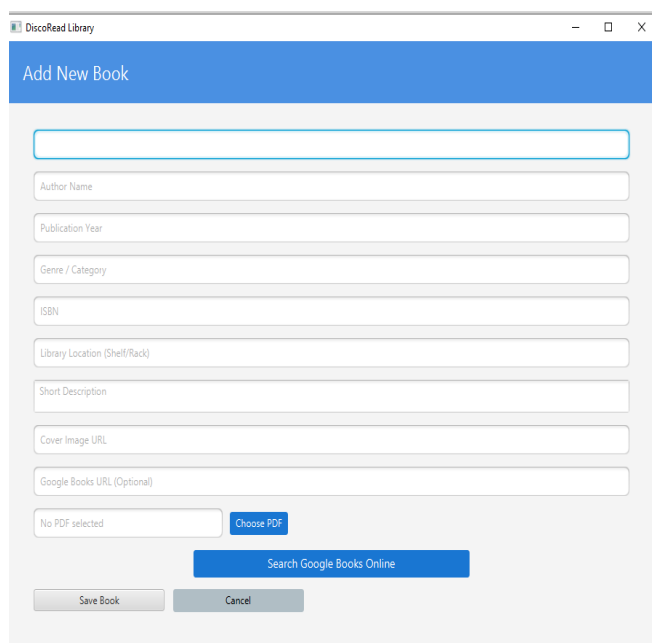 DiscoRead Library
Add New Book
Author Name
Publication Year
Genre / Category
ISBN
Library Location (Shelf/Rack)
Short Description
Cover Image URL
Google Books URL (Optional)
No PDF selected Choose PDF
Search Google Books Online
Save Book Cancel